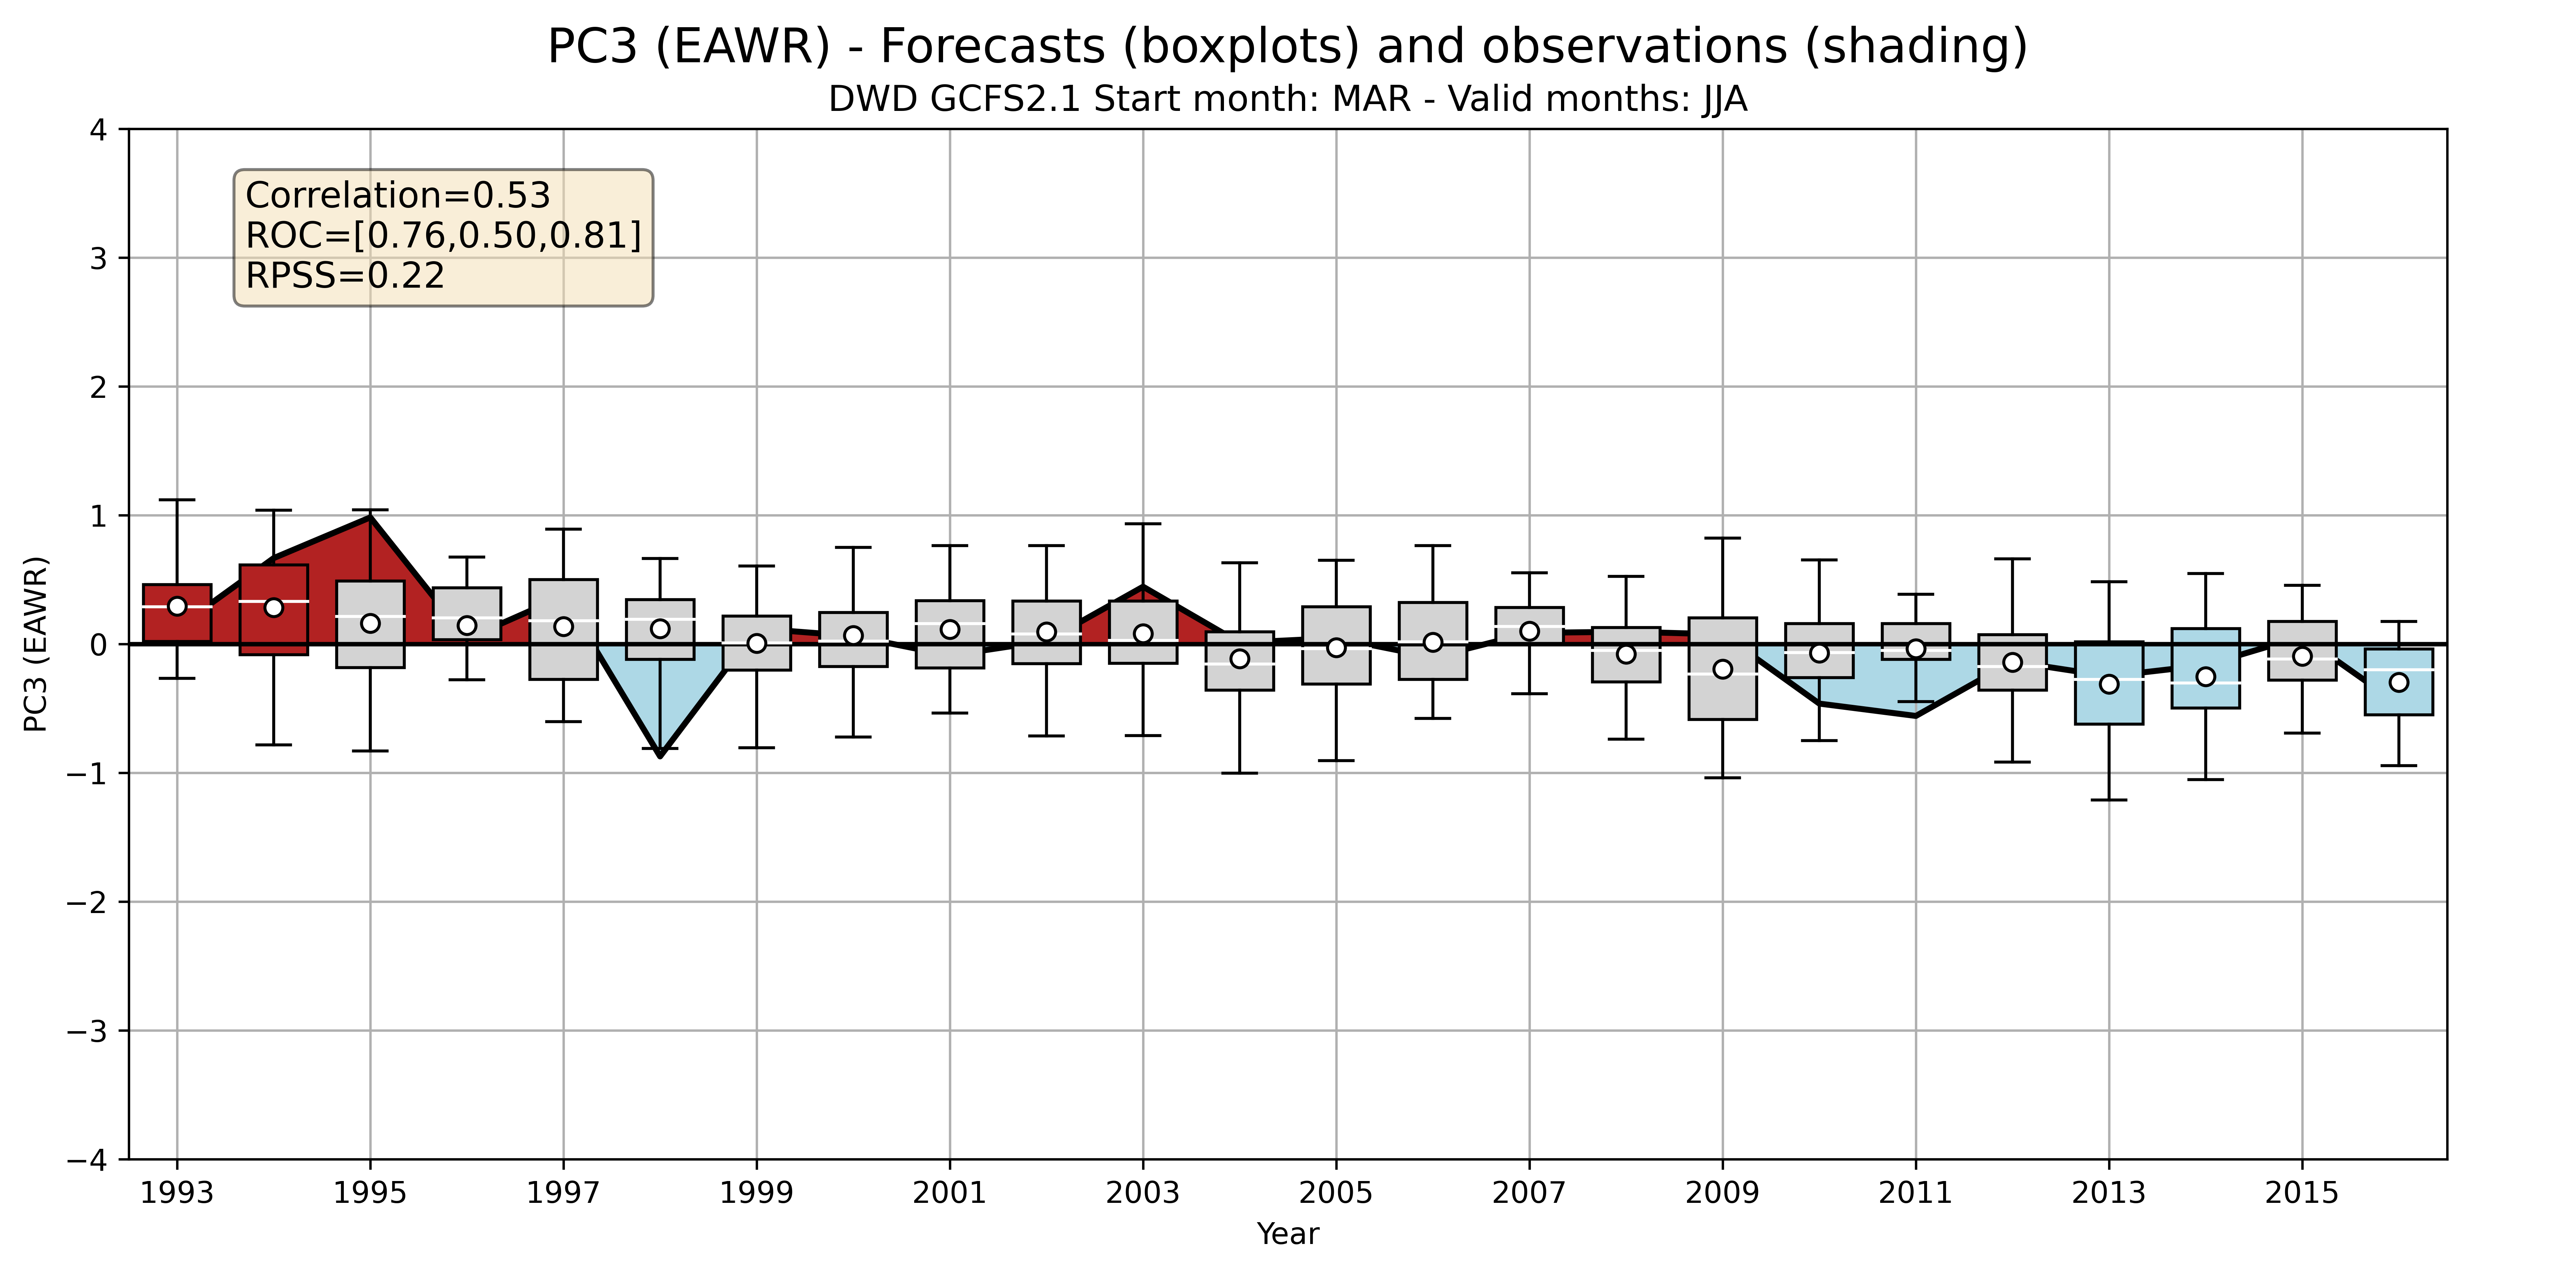 PC3 (EAWR) - Forecasts (boxplots) and observations (shading)
DWD GCFS2.1 Start month: MAR - Valid months: JJA
Correlation=0.53
ROC=[0.76,0.50,0.81]
RPSS=0.22
PC3 (EAWR)
4
3
2
1
0
−1
−2
−3
−4
1993 1995 1997 1999 2001 2003 2005 2007 2009 2011 2013 2015
Year